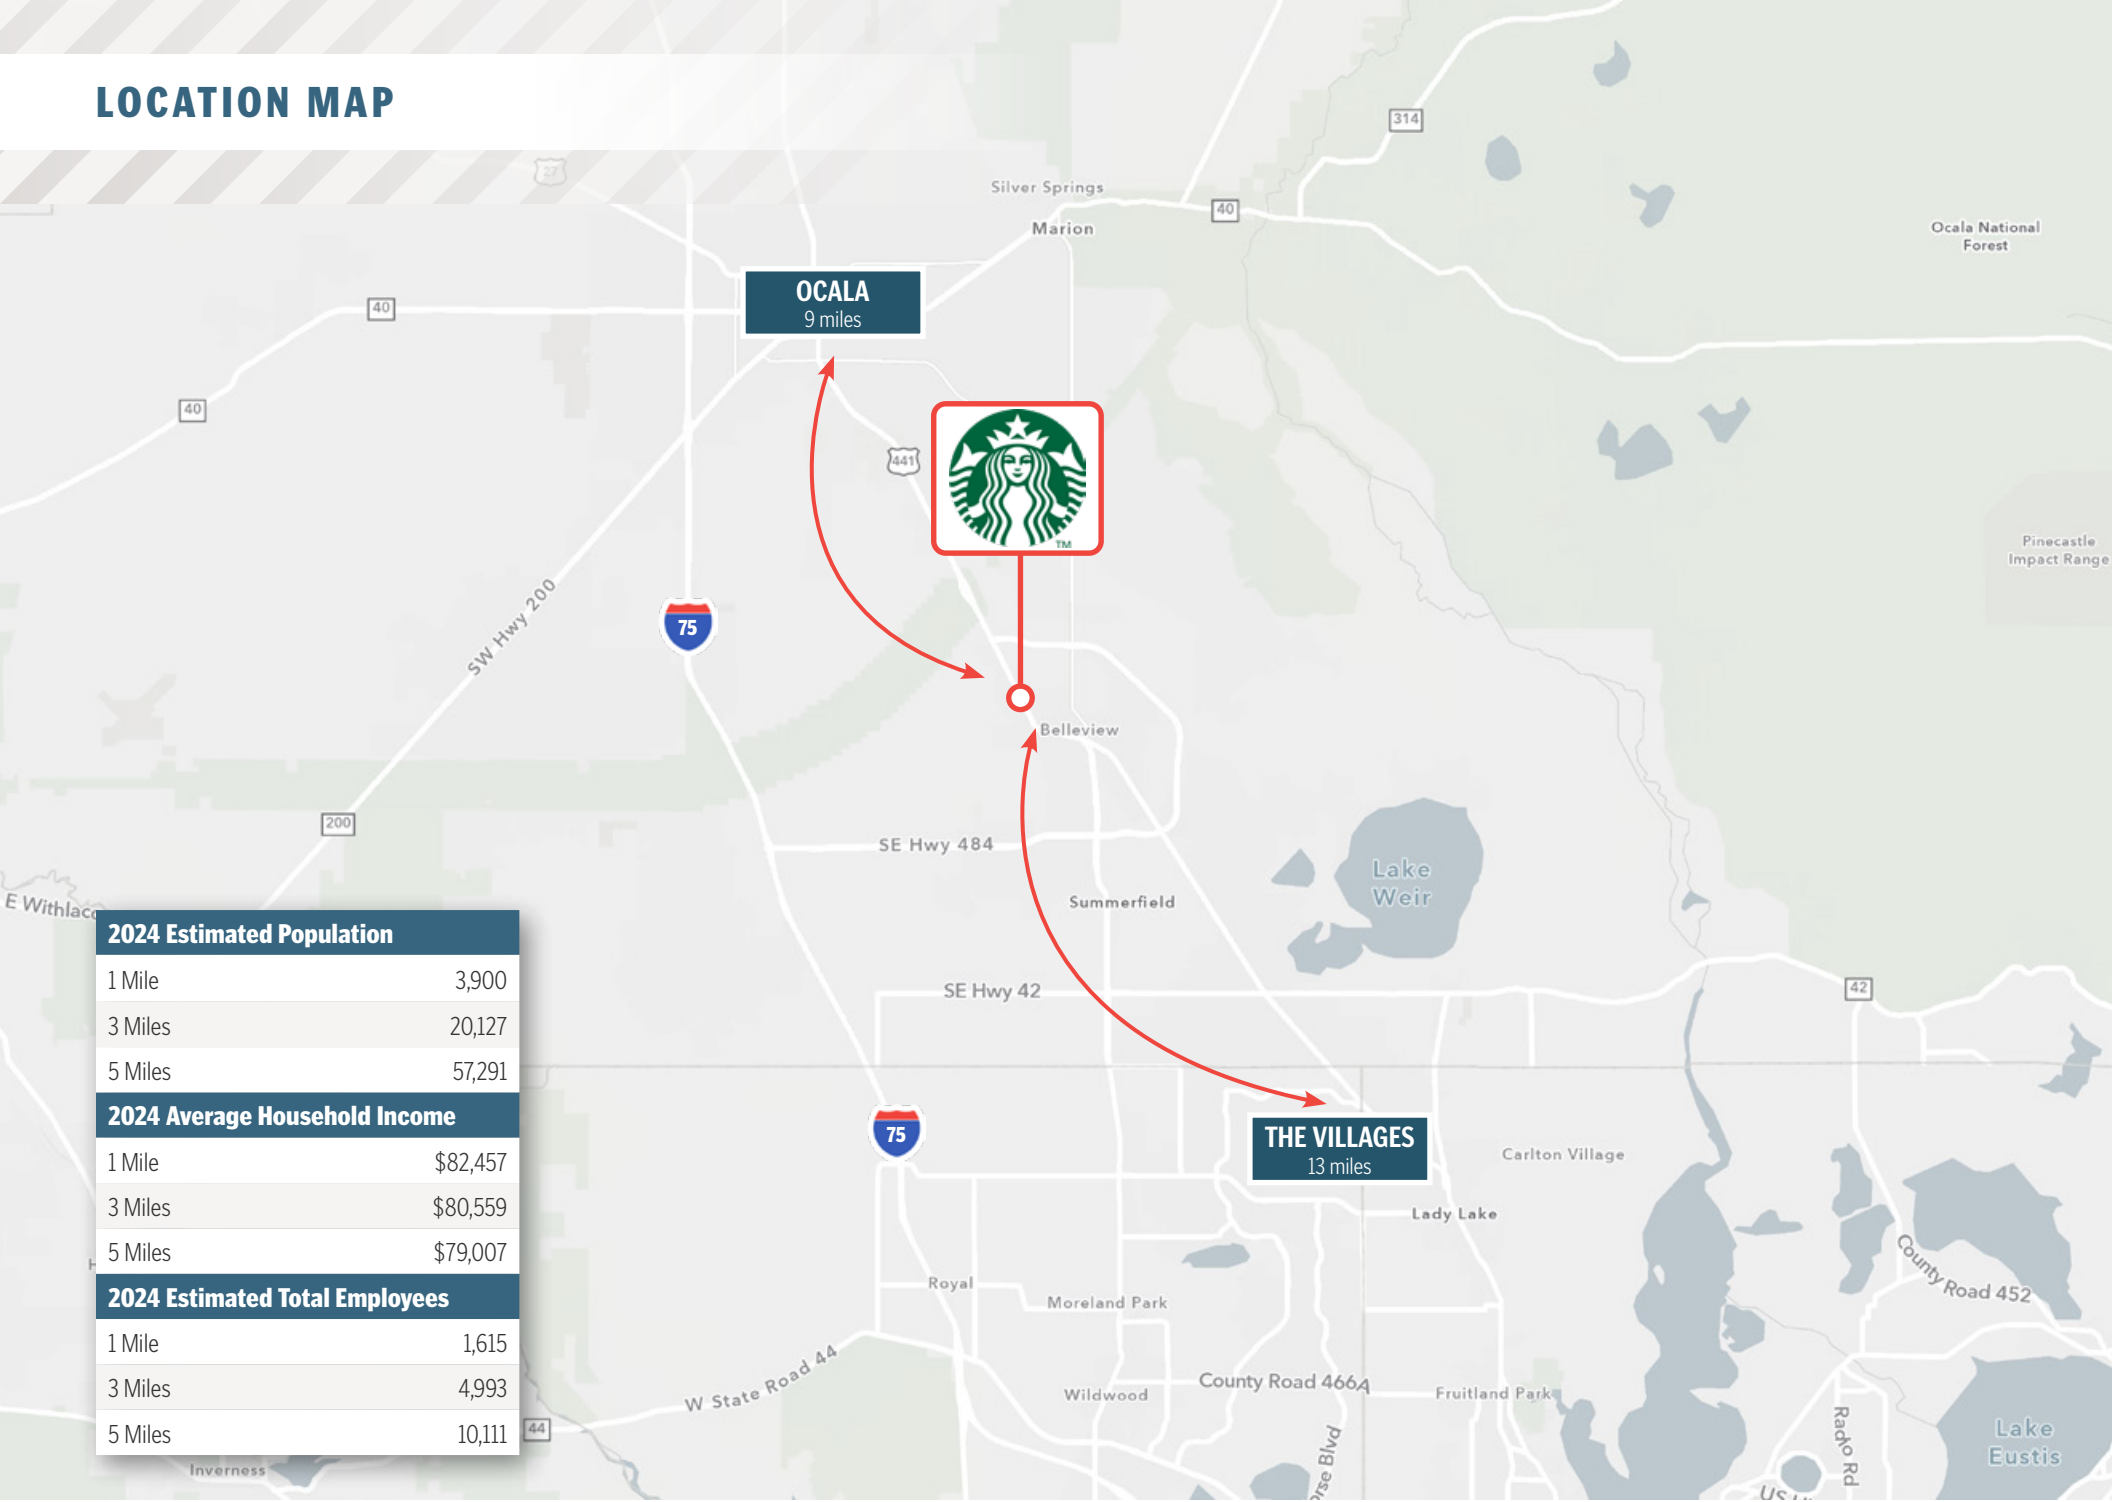 LOCATION MAP
27
314
Silver Springs
40
Marion
Ocala National
Forest
OCALA
9 miles
40
40
441
TM
Pinecastle
Impact Range
SW Hwy 200
75
Belleview
200
SE Hwy 484
Lake
Weir
Summerfield
E Withlaco
SE Hwy 42
42
2024 Estimated Population
1 Mile 3,900
3 Miles 20,127
5 Miles 57,291
2024 Average Household Income
1 Mile $82,457
3 Miles $80,559
5 Miles $79,007
2024 Estimated Total Employees
1 Mile 1,615
3 Miles 4,993
5 Miles 10,111
75
THE VILLAGES
13 miles
Carlton Village
Lady Lake
County Road 452
Royal
Moreland Park
W State Road 44
County Road 466A
Wildwood
Fruitland Park
44
Inverness
Lake
Eustis